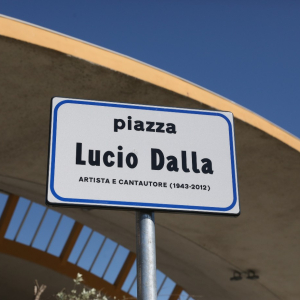 piazza
Lucio Dalla
ARTISTA E CANTAUTORE (1943-2012)